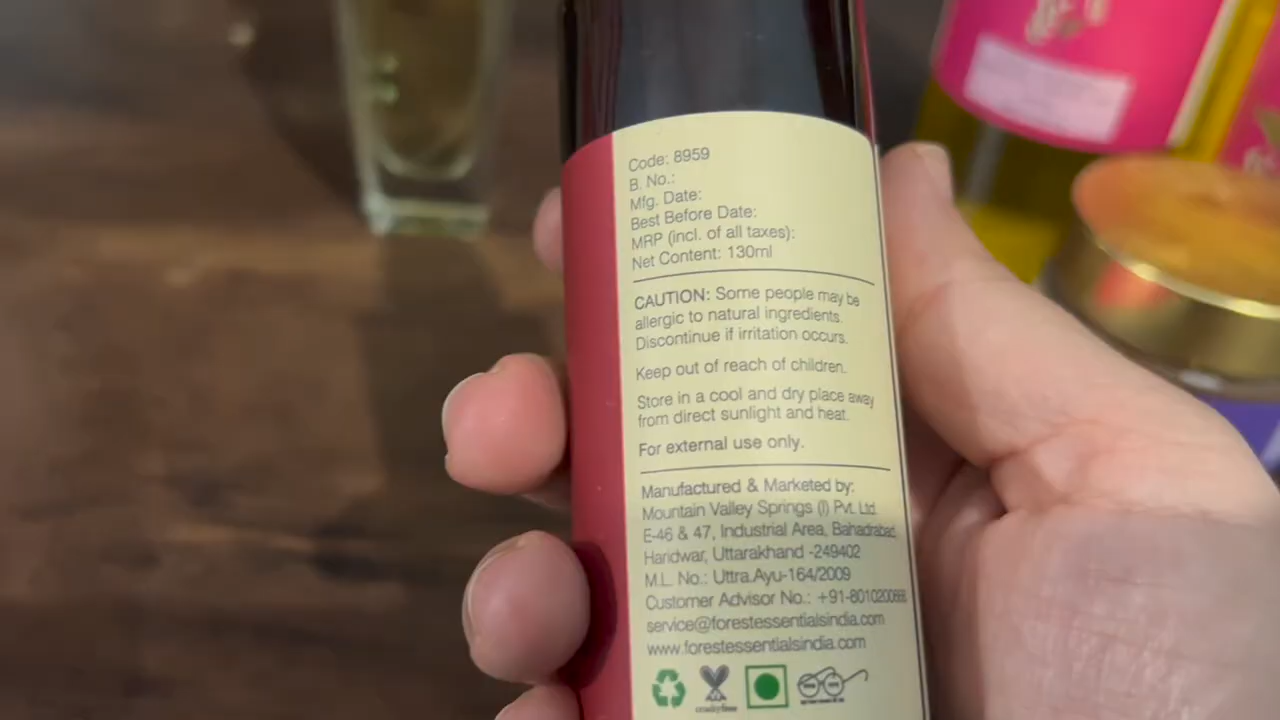 Code: 8959
B. No.:
Mfg. Date:
Best Before Date:
MRP (incl. of all taxes):
Net Content: 130ml
CAUTION: Some people may be
allergic to natural ingredients.
Discontinue if irritation occurs.
Keep out of reach of children.
Store in a cool and dry place away
from direct sunlight and heat.
For external use only.
Manufactured & Marketed by:
Mountain Valley Springs (I) Pvt. Ltd.
E-46 & 47, Industrial Area, Bahadrabad,
Haridwar, Uttarakhand -249402
M.L. No.: Uttra.Ayu-164/2009
Customer Advisor No.:
service@forestessentialsindia.com
www.forestessentialsindia.com
crueltyfree